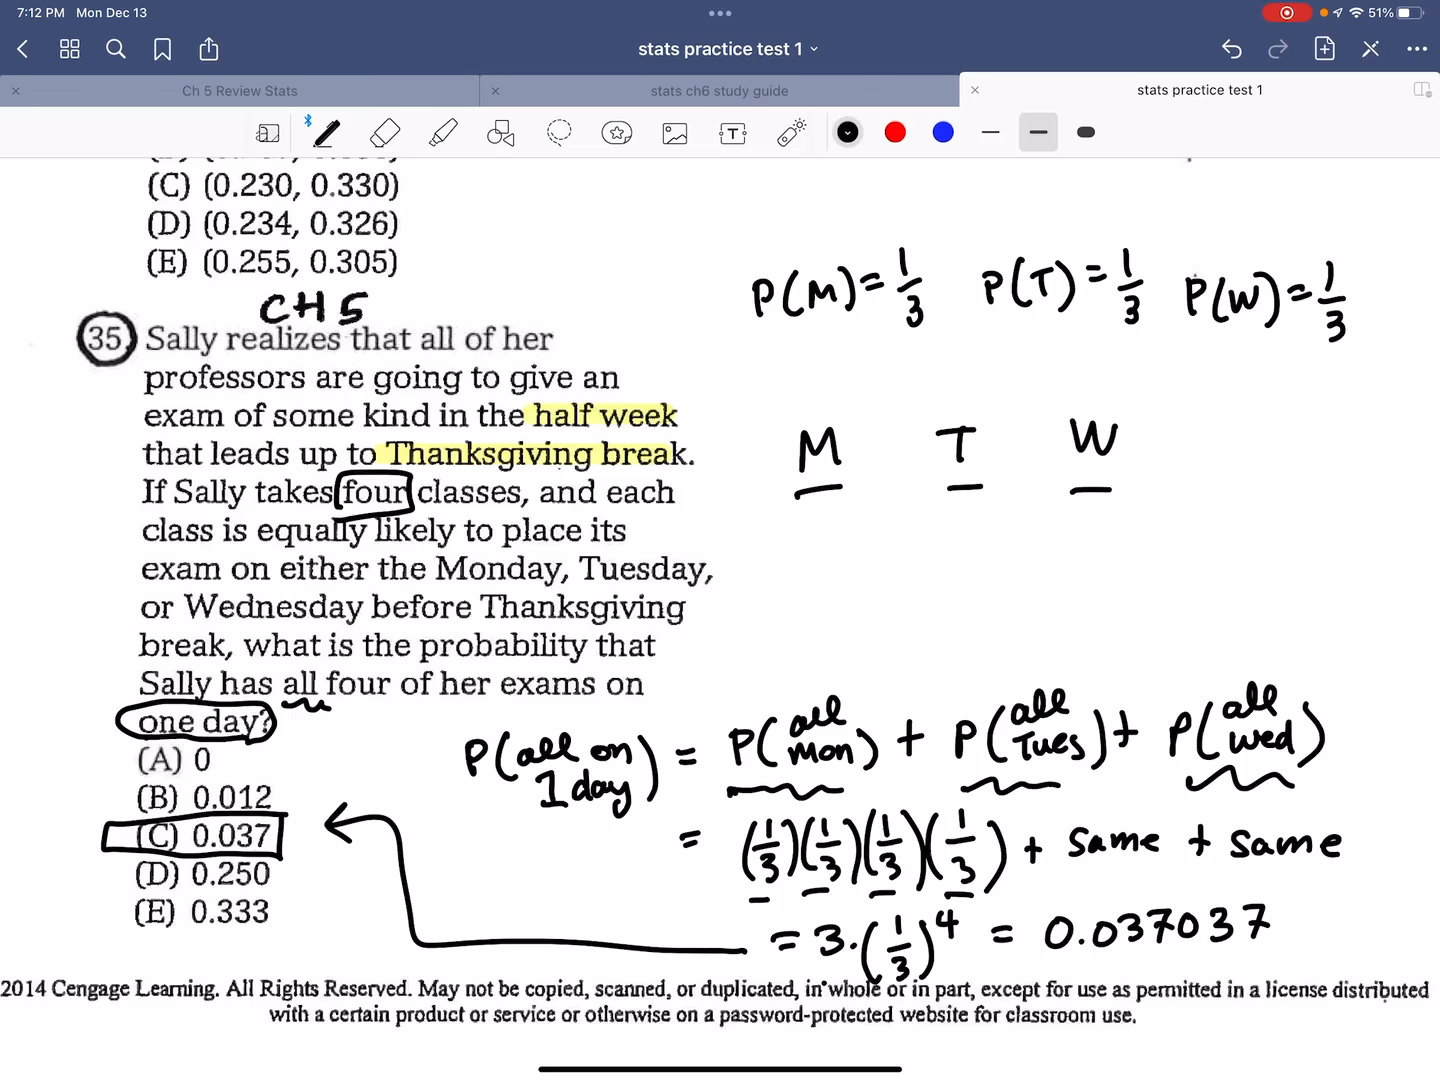 7:12 PM Mon Dec 13
51%
stats practice test 1
Ch 5 Review Stats
stats ch6 study guide
stats practice test 1
(C) (0.230, 0.330)
(D) (0.234, 0.326)
(E) (0.255, 0.305)
CH 5
35. Sally realizes that all of her
professors are going to give an
exam of some kind in the half week
that leads up to Thanksgiving break.
If Sally takes four classes, and each
class is equally likely to place its
exam on either the Monday, Tuesday,
or Wednesday before Thanksgiving
break, what is the probability that
Sally has all four of her exams on
one day?
(A) 0
(B) 0.012
(C) 0.037
(D) 0.250
(E) 0.333
P(M) = 1/3 P(T) = 1/3 P(W) = 1/3
M T W
P(all on 1 day) = P(all mon) + P(all Tues) + P(all wed)
= (1/3)(1/3)(1/3)(1/3) + same + same
= 3·(1/3)^4 = 0.037037
2014 Cengage Learning. All Rights Reserved. May not be copied, scanned, or duplicated, in whole or in part, except for use as permitted in a license distributed
with a certain product or service or otherwise on a password-protected website for classroom use.